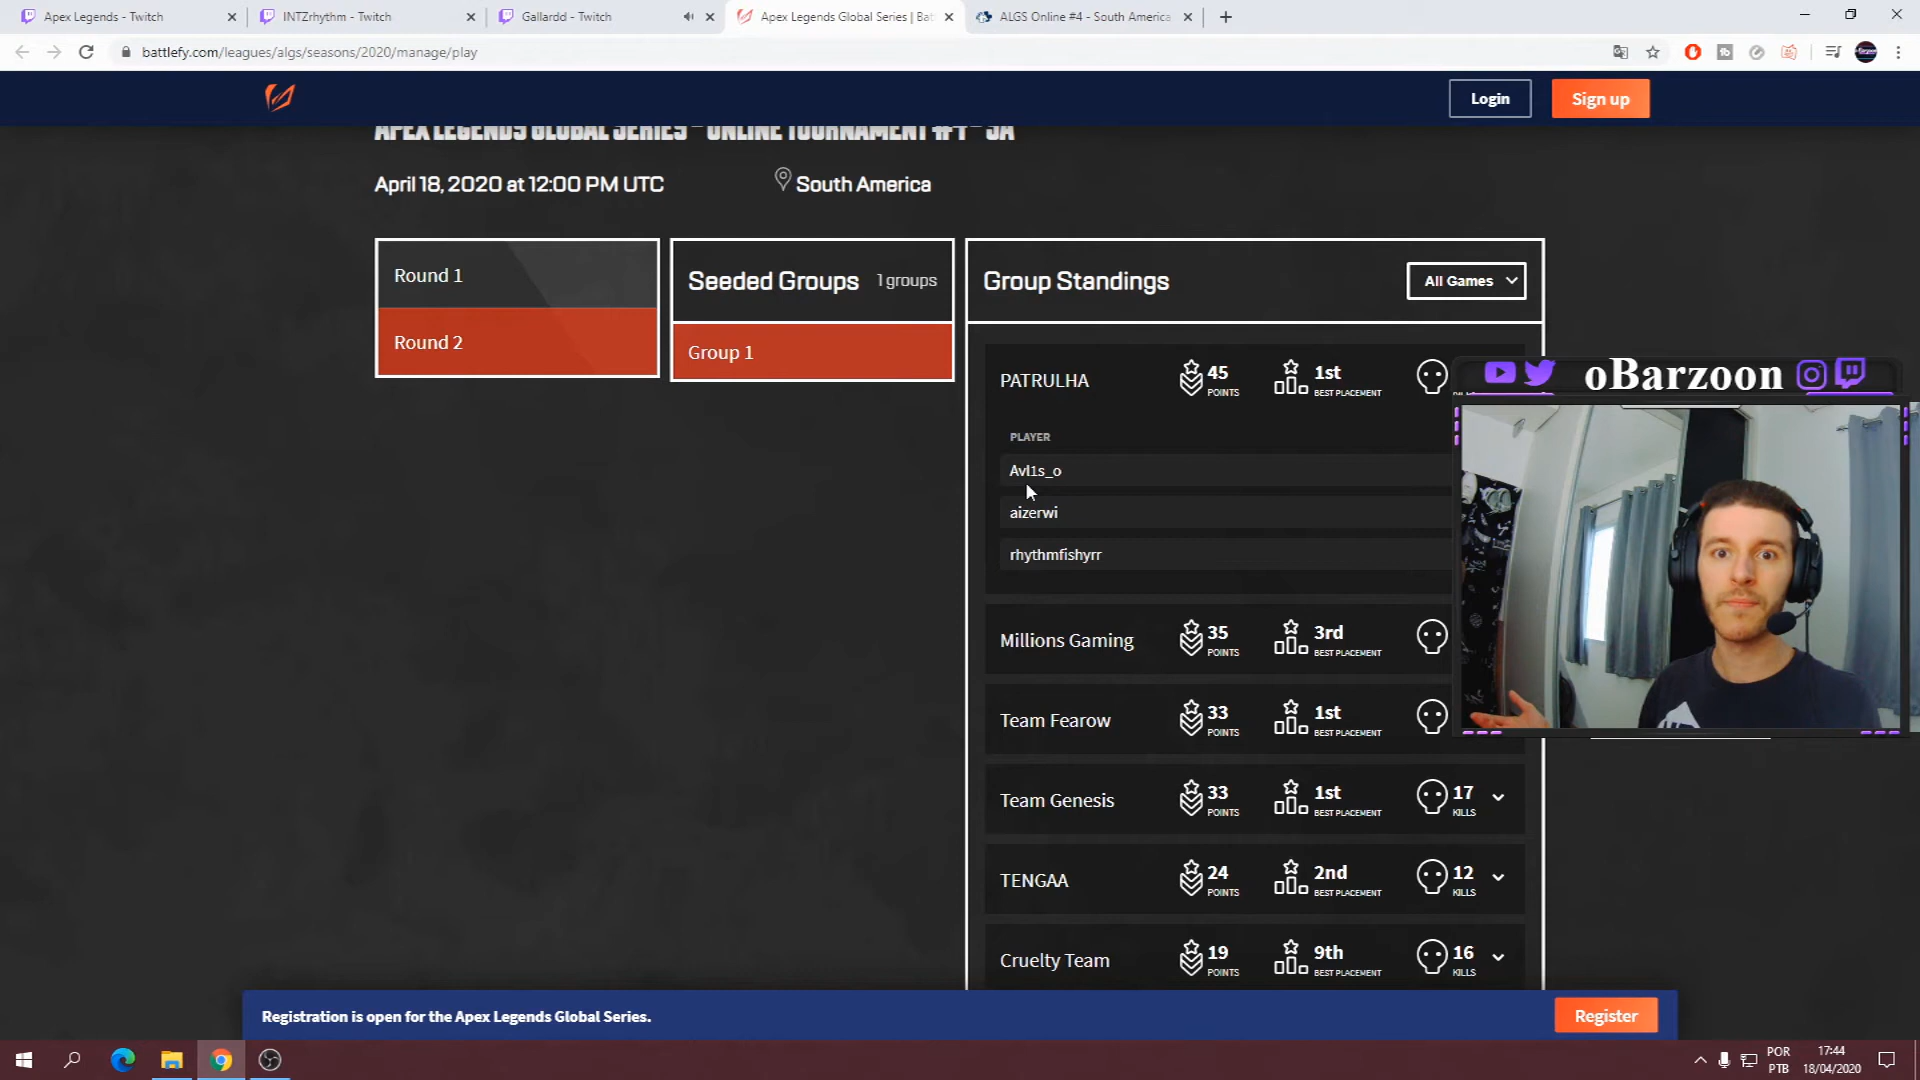 Apex Legends - Twitch
INTZrhythm - Twitch
Gallardd - Twitch
Apex Legends Global Series | Bat
ALGS Online #4 - South America
battlefy.com/leagues/algs/seasons/2020/manage/play
Login
Sign up
APEX LEGENDS GLOBAL SERIES - ONLINE TOURNAMENT
April 18, 2020 at 12:00 PM UTC
South America
Round 1
Round 2
Seeded Groups
1 groups
Group 1
Group Standings
All Games
PATRULHA
45
POINTS
1st
BEST PLACEMENT
PLAYER
Avl1s_o
aizerwi
rhythmfishyrr
Millions Gaming
35
POINTS
3rd
BEST PLACEMENT
Team Fearow
33
POINTS
1st
BEST PLACEMENT
Team Genesis
33
POINTS
1st
BEST PLACEMENT
17
KILLS
TENGAA
24
POINTS
2nd
BEST PLACEMENT
12
KILLS
Cruelty Team
19
POINTS
9th
BEST PLACEMENT
16
KILLS
oBarzoon
Registration is open for the Apex Legends Global Series.
Register
POR
PTB
17:44
18/04/2020